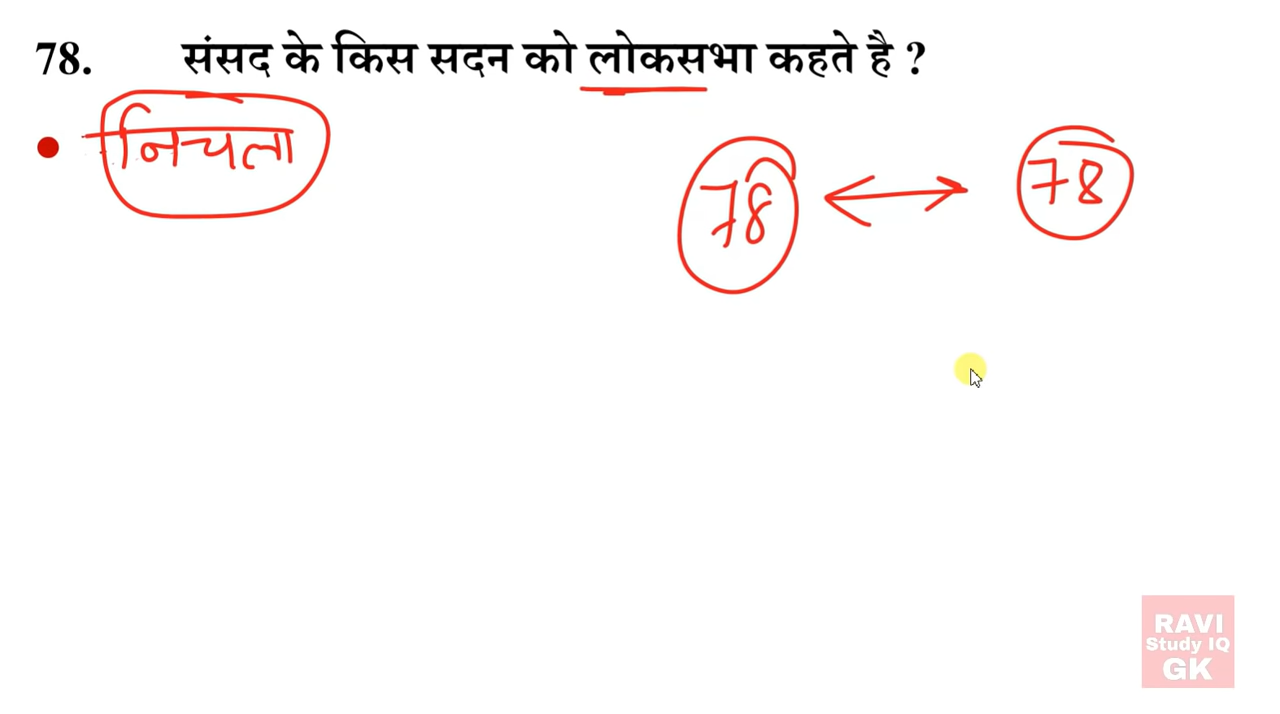 78. संसद के किस सदन को लोकसभा कहते है ?
निचला
78 78
RAVI
Study IQ
GK